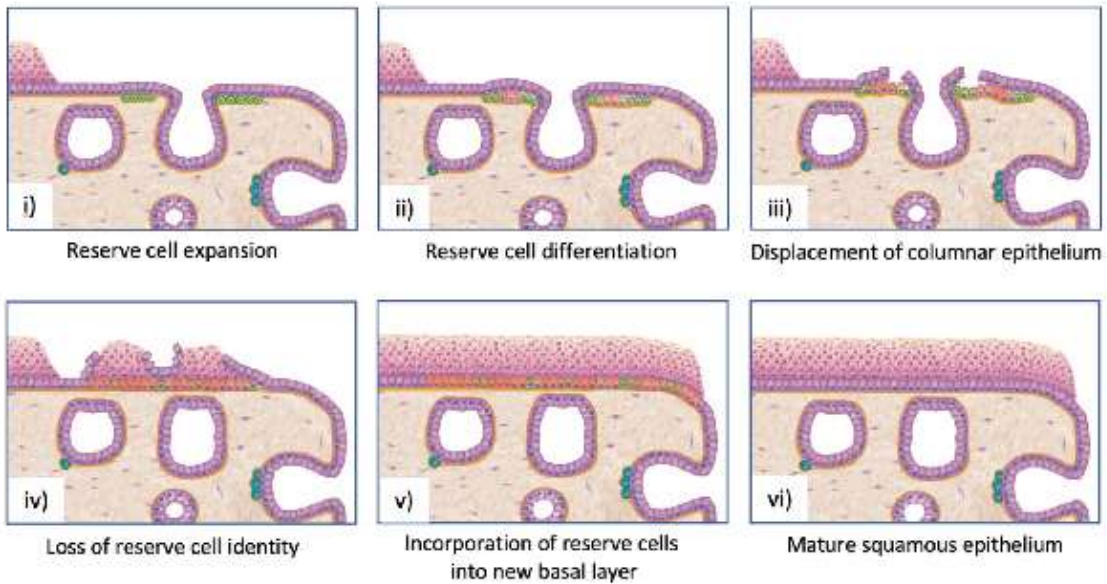 i)
Reserve cell expansion
ii)
Reserve cell differentiation
iii)
Displacement of columnar epithelium
iv)
Loss of reserve cell identity
v)
Incorporation of reserve cells
into new basal layer
vi)
Mature squamous epithelium